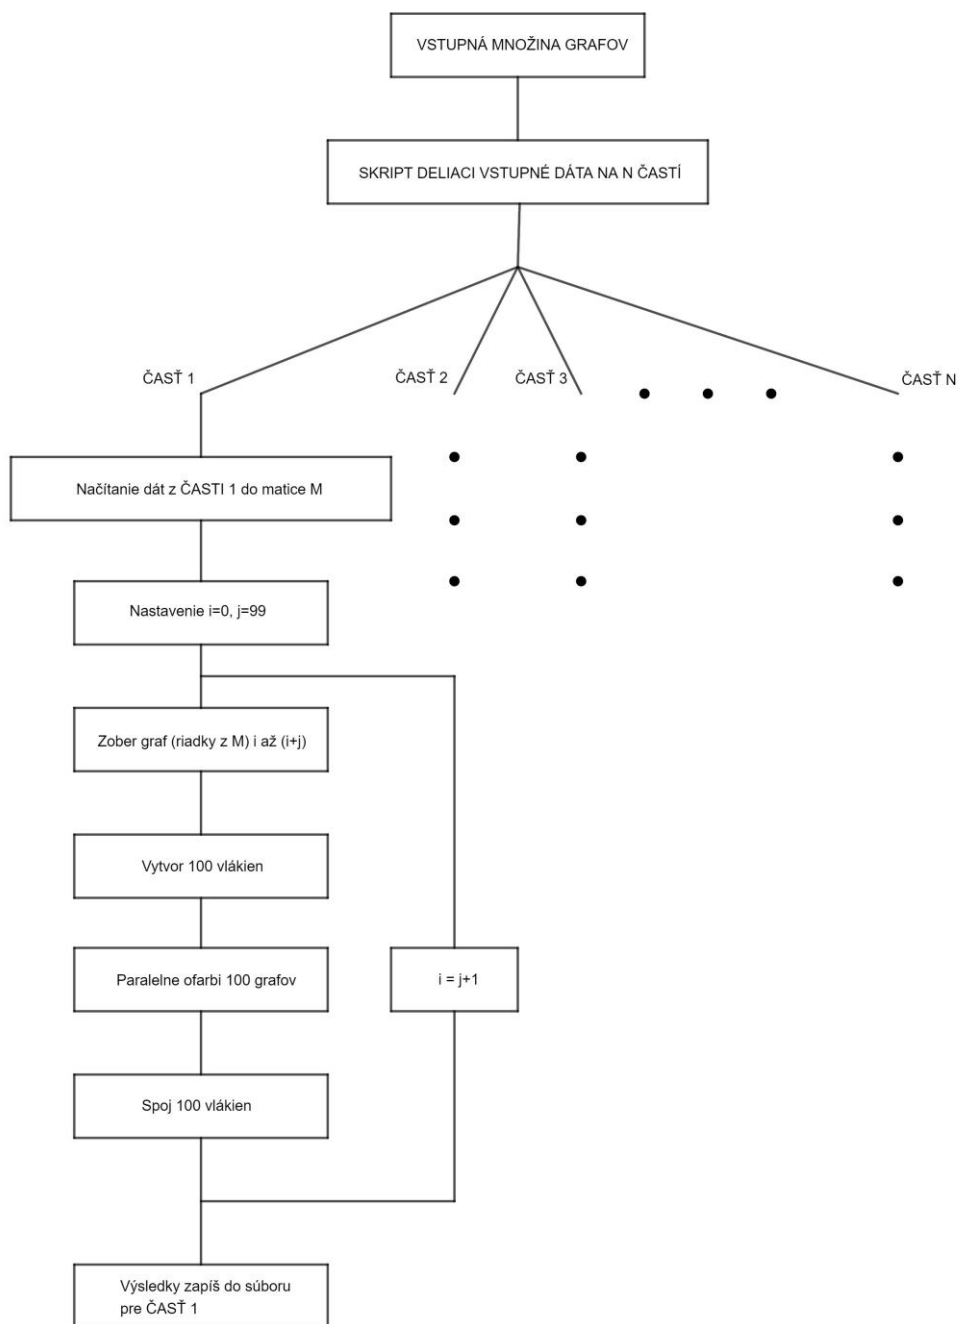 VSTUPNÁ MNOŽINA GRAFOV
SKRIPT DELIACI VSTUPNÉ DÁTA NA N ČASTÍ
ČASŤ 1
ČASŤ 2
ČASŤ 3
ČASŤ N
Načítanie dát z ČASTI 1 do matice M
Nastavenie i=0, j=99
Zober graf (riadky z M) i až (i+j)
Vytvor 100 vlákien
Paralelne ofarbi 100 grafov
i = j+1
Spoj 100 vlákien
Výsledky zapíš do súboru
pre ČASŤ 1